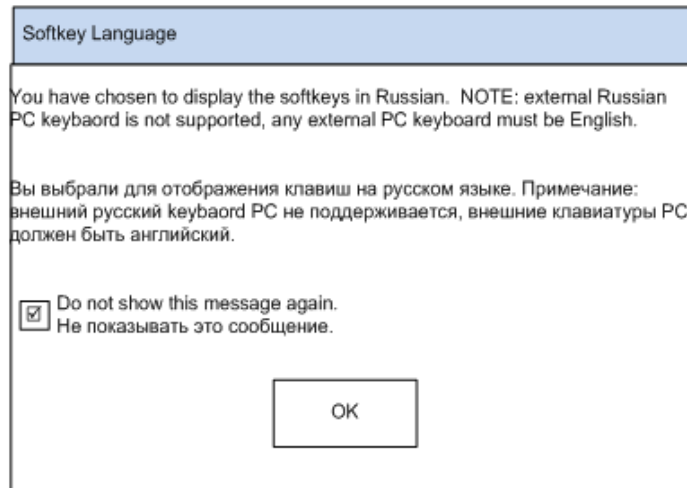 Softkey Language
You have chosen to display the softkeys in Russian. NOTE: external Russian
PC keybaord is not supported, any external PC keyboard must be English.
Вы выбрали для отображения клавиш на русском языке. Примечание:
внешний русский keybaord PC не поддерживается, внешние клавиатуры PC
должен быть английский.
Do not show this message again.
Не показывать это сообщение.
OK